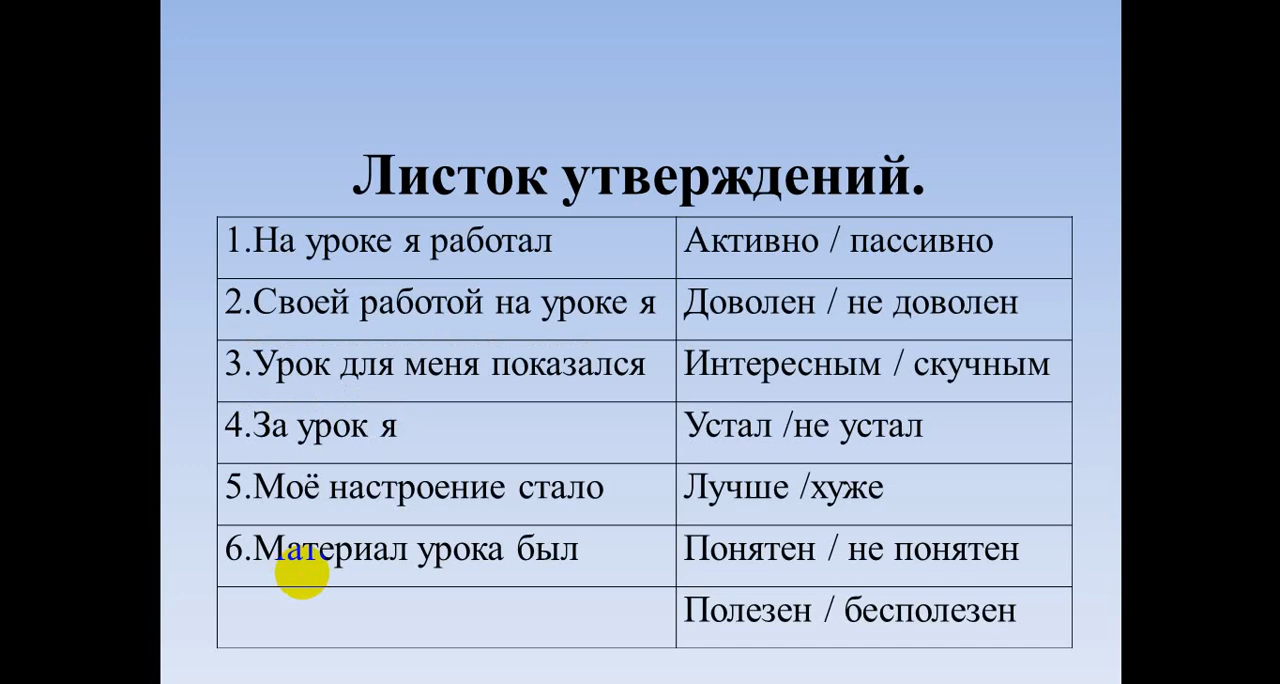 Листок утверждений.
1.На уроке я работал Активно / пассивно
2.Своей работой на уроке я Доволен / не доволен
3.Урок для меня показался Интересным / скучным
4.За урок я Устал /не устал
5.Моё настроение стало Лучше /хуже
6.Материал урока был Понятен / не понятен
Полезен / бесполезен